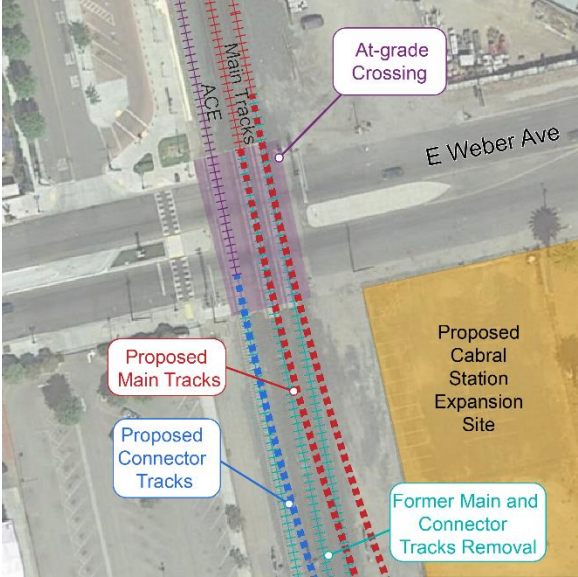 At-grade
Crossing
Main Tracks
ACE
E Weber Ave
Proposed
Cabral
Station
Expansion
Site
Proposed
Main Tracks
Proposed
Connector
Tracks
Former Main and
Connector
Tracks Removal